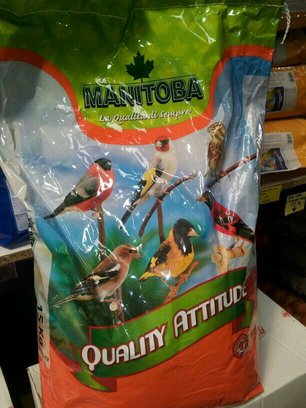 MANITOBA
La Qualità di Sempre
QUALITY ATTITUDE